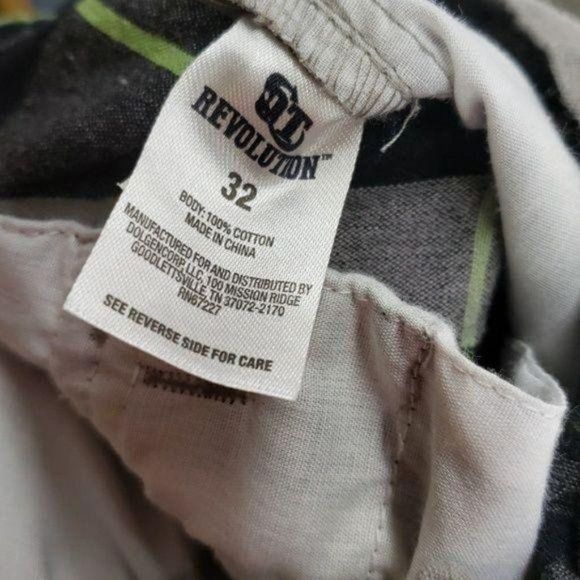 OT
REVOLUTION™
32
BODY: 100% COTTON
MADE IN CHINA
MANUFACTURED FOR AND DISTRIBUTED BY
DOLGENCORP, LLC, 100 MISSION RIDGE
GOODLETTSVILLE TN 37072-2170
RN67227
SEE REVERSE SIDE FOR CARE